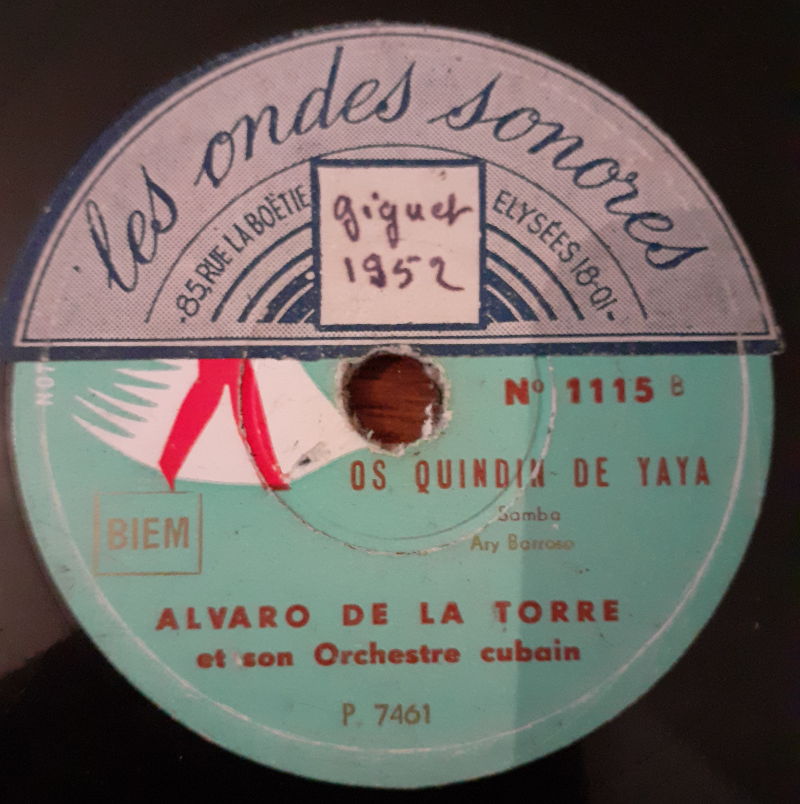 les ondes sonores
-85, RUE LA BOËTIE
ELYSÉES 18-01-
giguet
1952
Nº 1115 B
OS QUINDIN DE YAYA
Samba
Ary Barroso
BIEM
ALVARO DE LA TORRE
et son Orchestre cubain
P. 7461